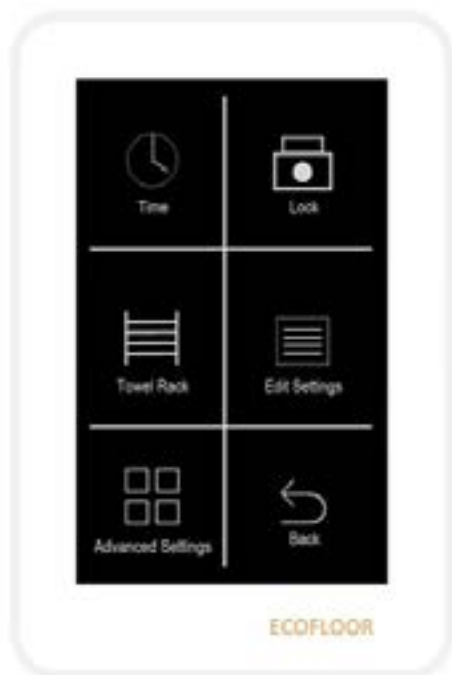 Time
Lock
Towel Rack
Edit Settings
Advanced Settings
Back
ECOFLOOR